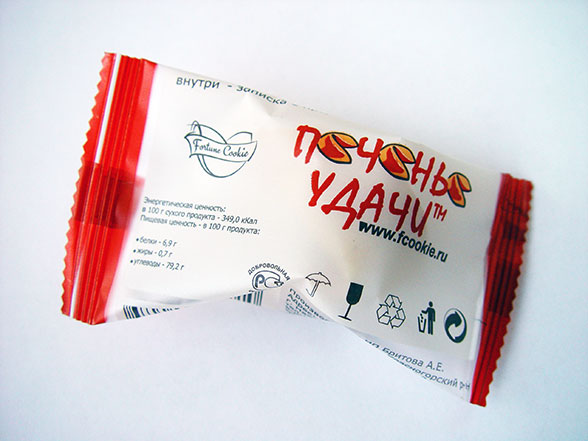 внутри - записка
Fortune Cookie
печенье
удачи™
www.fcookie.ru
Энергетическая ценность:
в 100 г сухого продукта - 349,0 кКал
Пищевая ценность - в 100 г продукта:
• белки - 6,9 г
• жиры - 0,7 г
• углеводы - 79,2 г
ДОБРОВОЛЬНАЯ
РС
Бритова А.Е.